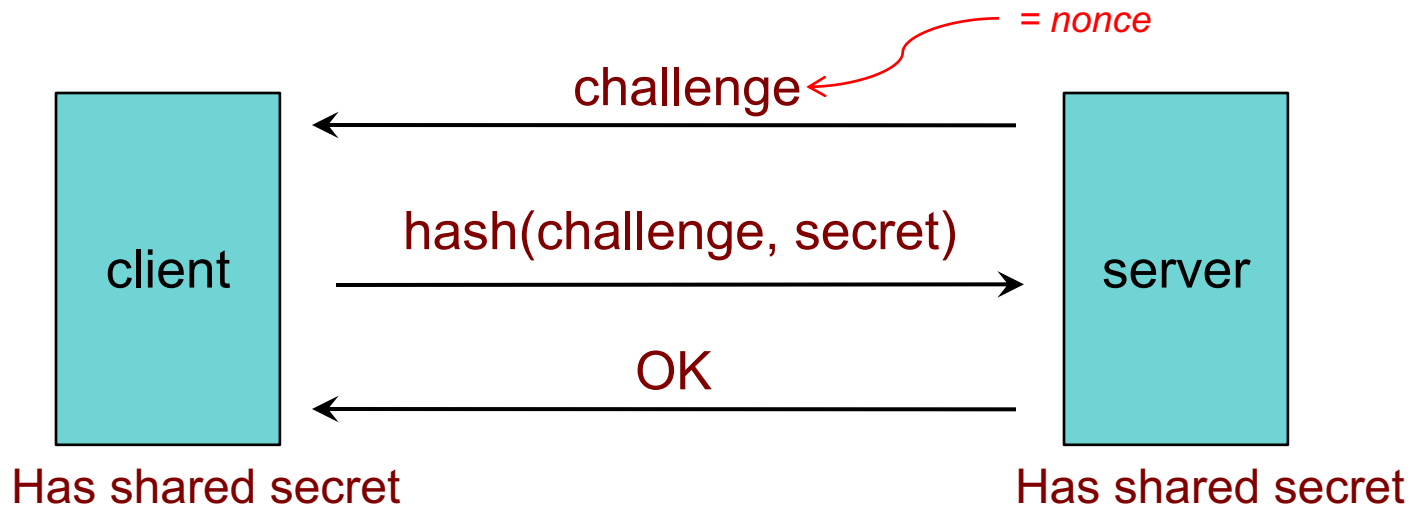 = nonce
challenge
hash(challenge, secret)
client
server
OK
Has shared secret
Has shared secret